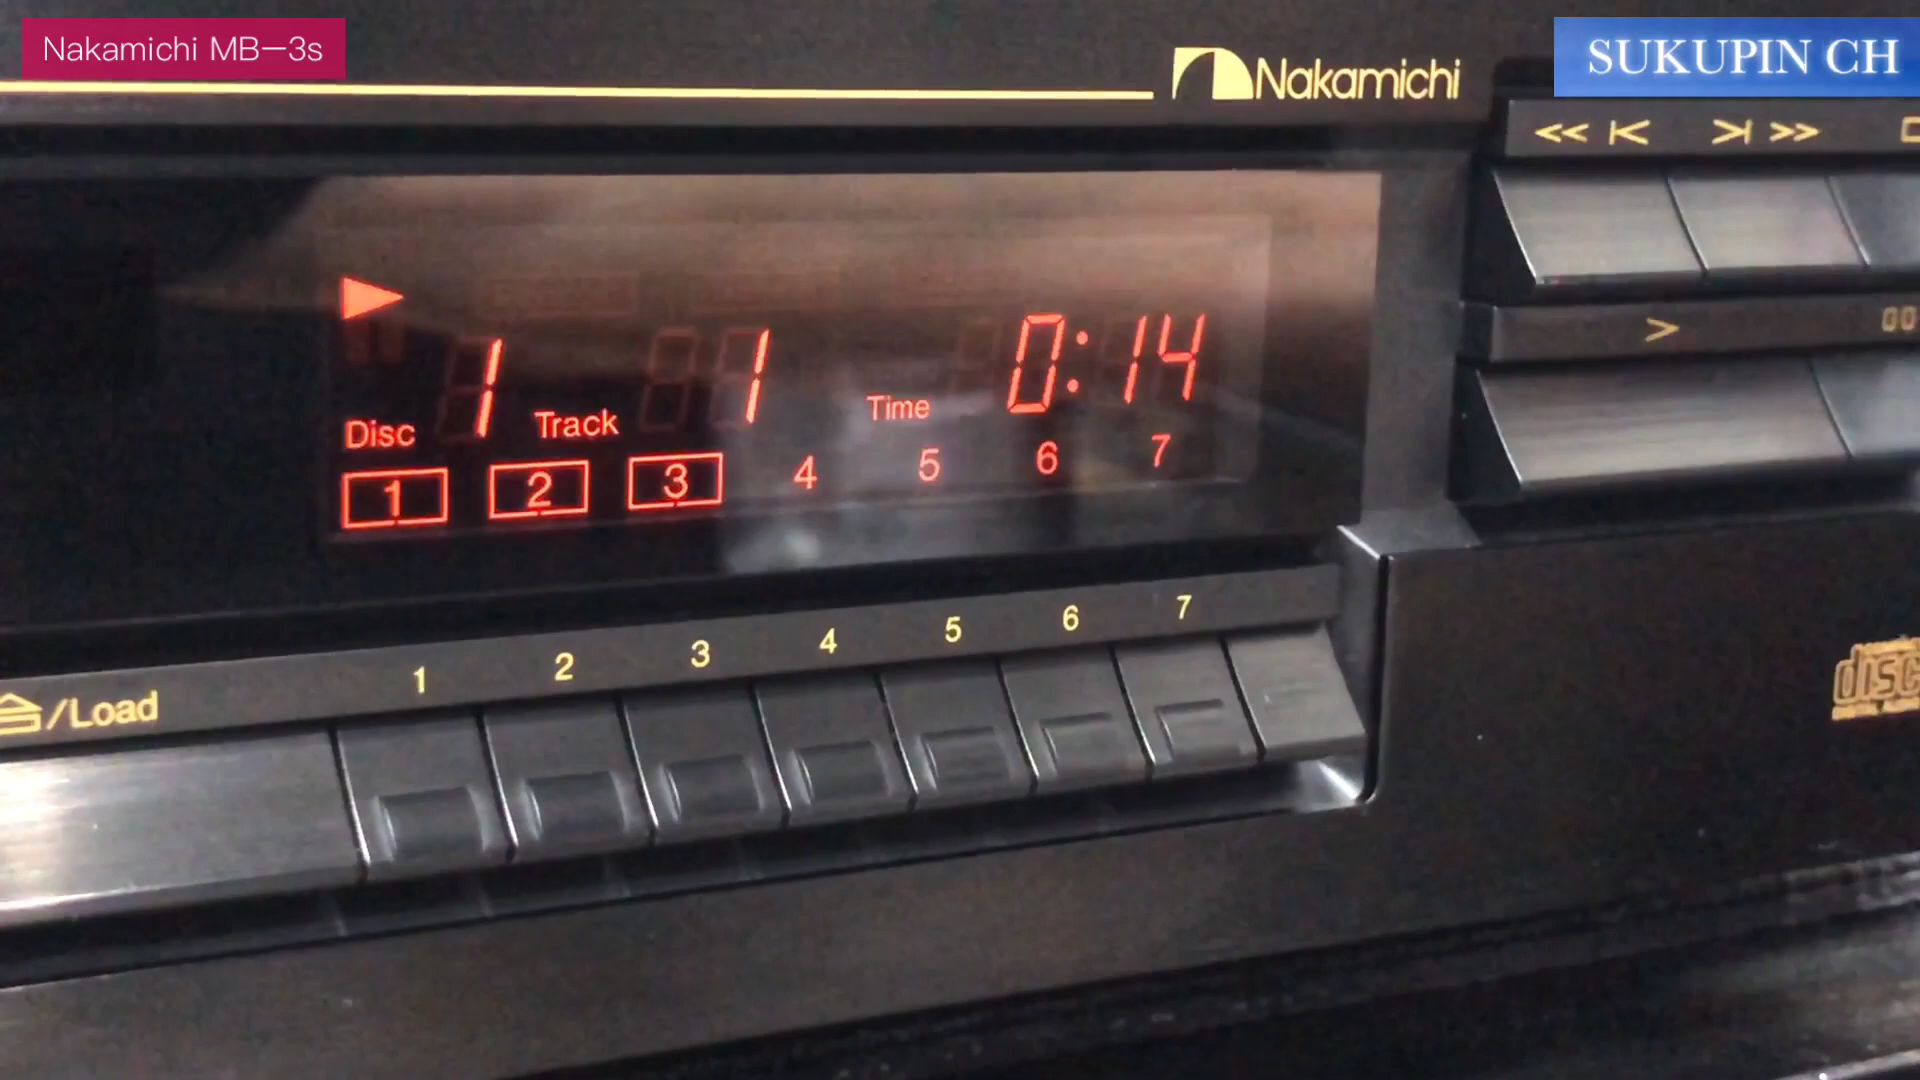 Nakamichi MB-3s
SUKUPIN CH
Nakamichi
Disc 1 Track 1 Time 0:14
1 2 3 4 5 6 7
1 2 3 4 5 6 7
/Load
disc